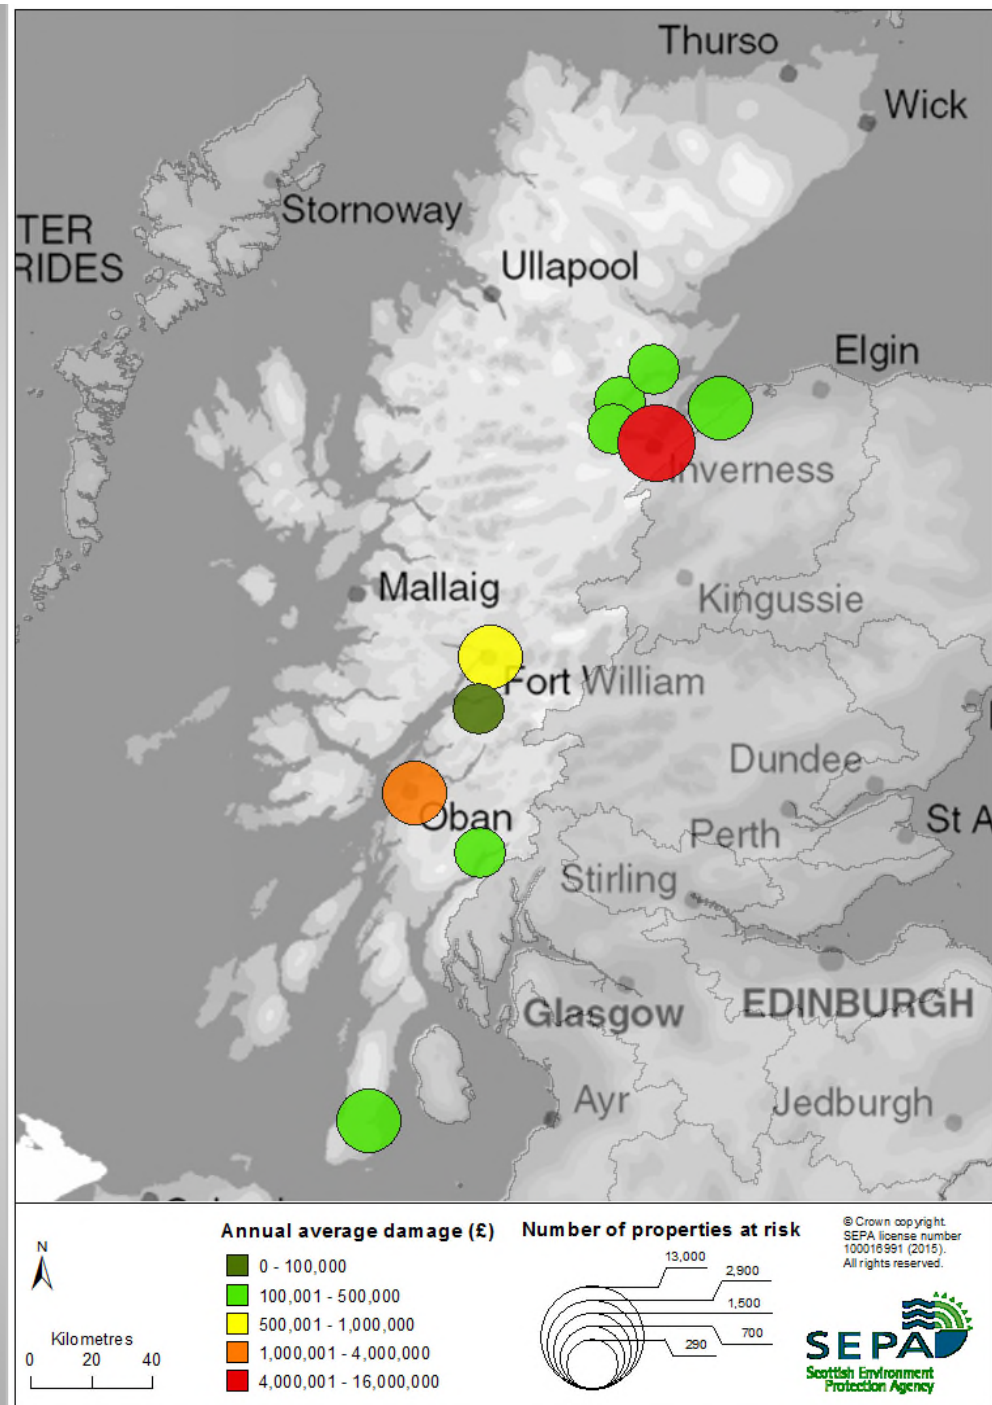 Thurso
Wick
Stornoway
TER
RIDES
Ullapool
Elgin
Inverness
Mallaig
Kingussie
Fort William
Dundee
Oban
Perth
St A
Stirling
Glasgow
EDINBURGH
Ayr
Jedburgh
N
Kilometres
0 20 40
Annual average damage (£)
0 - 100,000
100,001 - 500,000
500,001 - 1,000,000
1,000,001 - 4,000,000
4,000,001 - 16,000,000
Number of properties at risk
13,000
2,900
1,500
700
290
© Crown copyright.
SEPA license number
100016991 (2015).
All rights reserved.
SEPA
Scottish Environment
Protection Agency